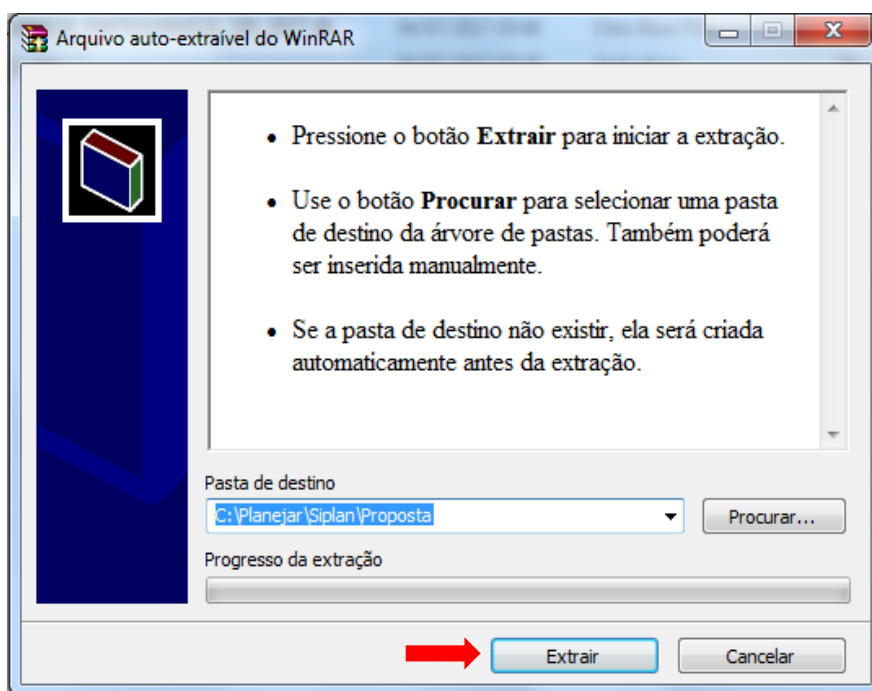 Arquivo auto-extraível do WinRAR
• Pressione o botão Extrair para iniciar a extração.
• Use o botão Procurar para selecionar uma pasta
de destino da árvore de pastas. Também poderá
ser inserida manualmente.
• Se a pasta de destino não existir, ela será criada
automaticamente antes da extração.
Pasta de destino
C:\Planejar\Siplan\Proposta
Procurar...
Progresso da extração
Extrair
Cancelar